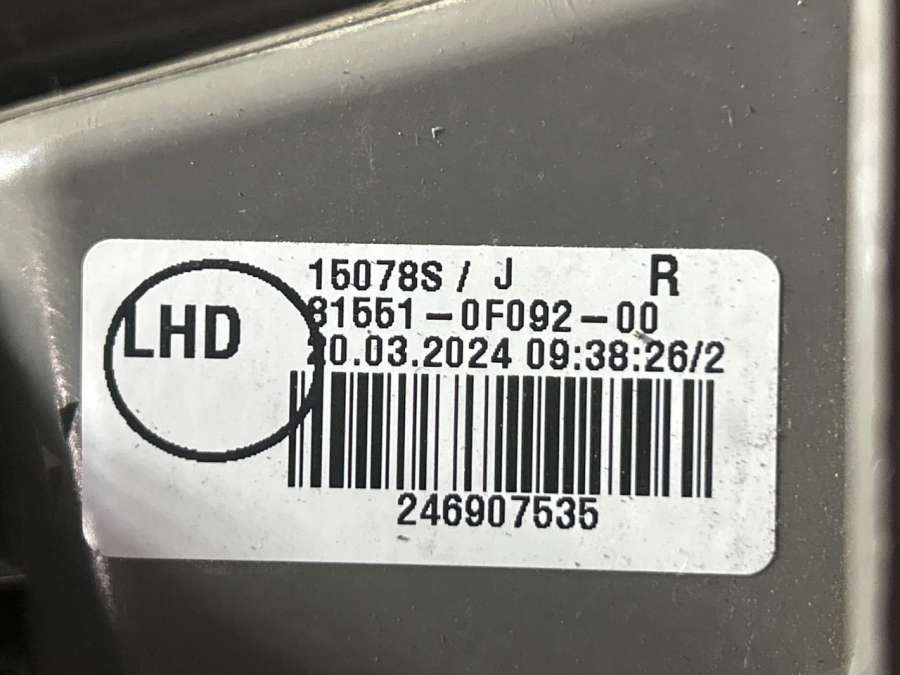 LHD
15078S / J R
81551-0F092-00
20.03.2024 09:38:26/2
246907535